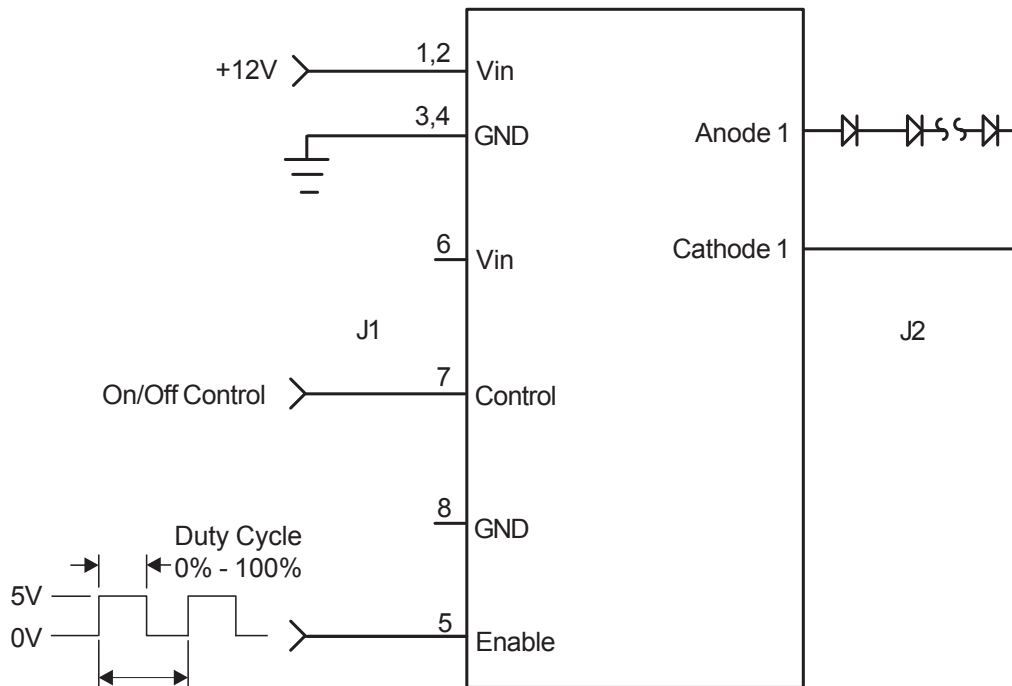 +12V
1,2
Vin
3,4
GND
Anode 1
6
Vin
Cathode 1
J1
J2
On/Off Control
7
Control
8
GND
Duty Cycle
0% - 100%
5V
0V
5
Enable